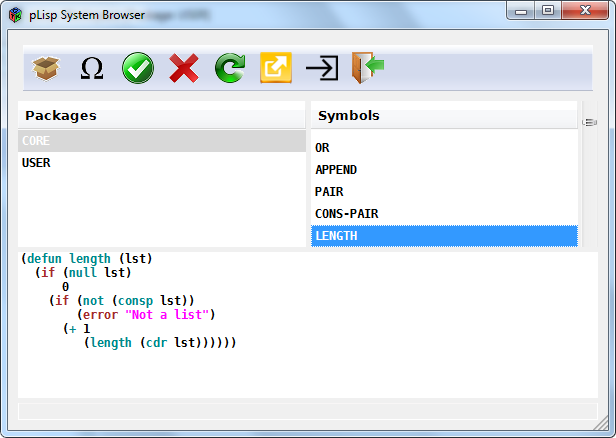 pLisp System Browser
Ω
Packages
Symbols
CORE
USER
OR
APPEND
PAIR
CONS-PAIR
LENGTH
(defun length (lst)
  (if (null lst)
      0
    (if (not (consp lst))
        (error "Not a list")
      (+ 1
         (length (cdr lst))))))